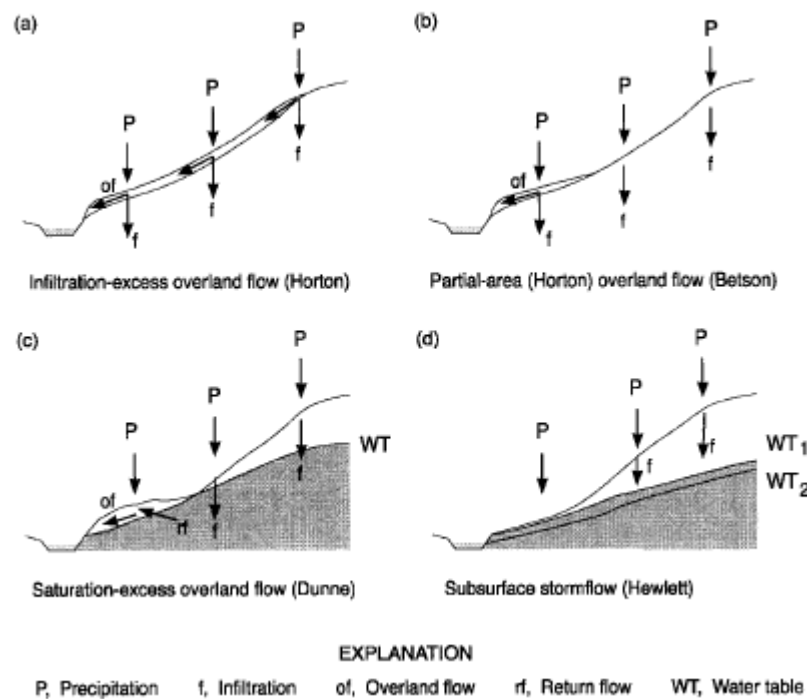 (a)
P
P
P
of
f
f
f
Infiltration-excess overland flow (Horton)
(b)
P
P
P
of
f
f
f
Partial-area (Horton) overland flow (Betson)
(c)
P
P
P
WT
of
rf
f
f
Saturation-excess overland flow (Dunne)
(d)
P
P
P
f
f
WT1
WT2
Subsurface stormflow (Hewlett)
EXPLANATION
P, Precipitation f, Infiltration of, Overland flow rf, Return flow WT, Water table